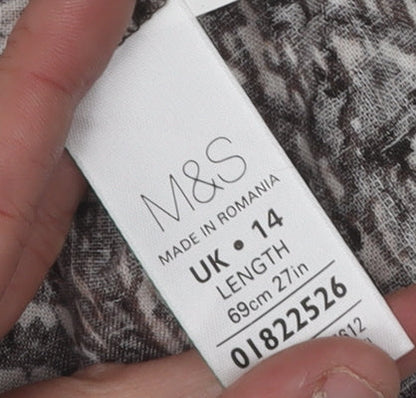 M&S
MADE IN ROMANIA
UK • 14
LENGTH
69cm 27in
01822526